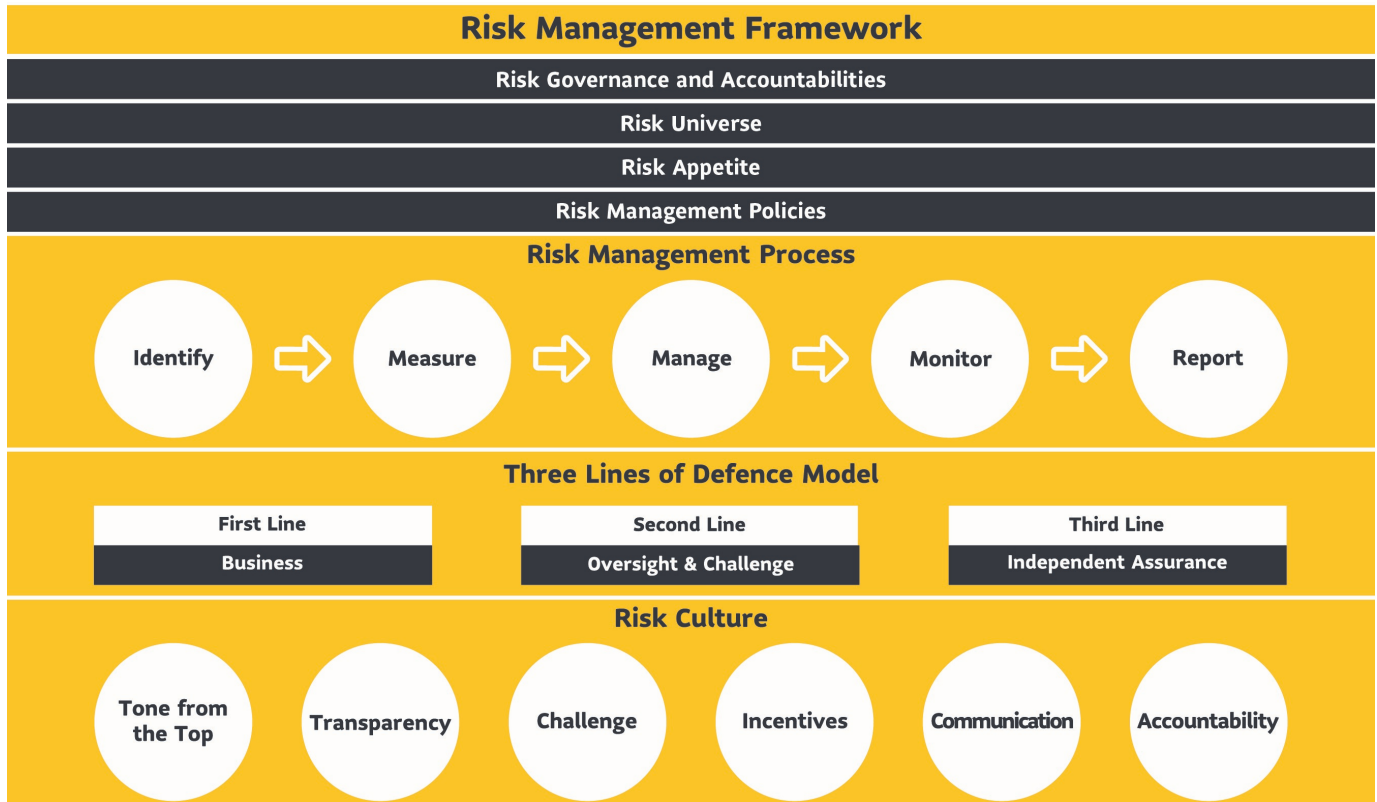 Risk Management Framework
Risk Governance and Accountabilities
Risk Universe
Risk Appetite
Risk Management Policies
Risk Management Process
Identify
Measure
Manage
Monitor
Report
Three Lines of Defence Model
First Line
Business
Second Line
Oversight & Challenge
Third Line
Independent Assurance
Risk Culture
Tone from
the Top
Transparency
Challenge
Incentives
Communication
Accountability